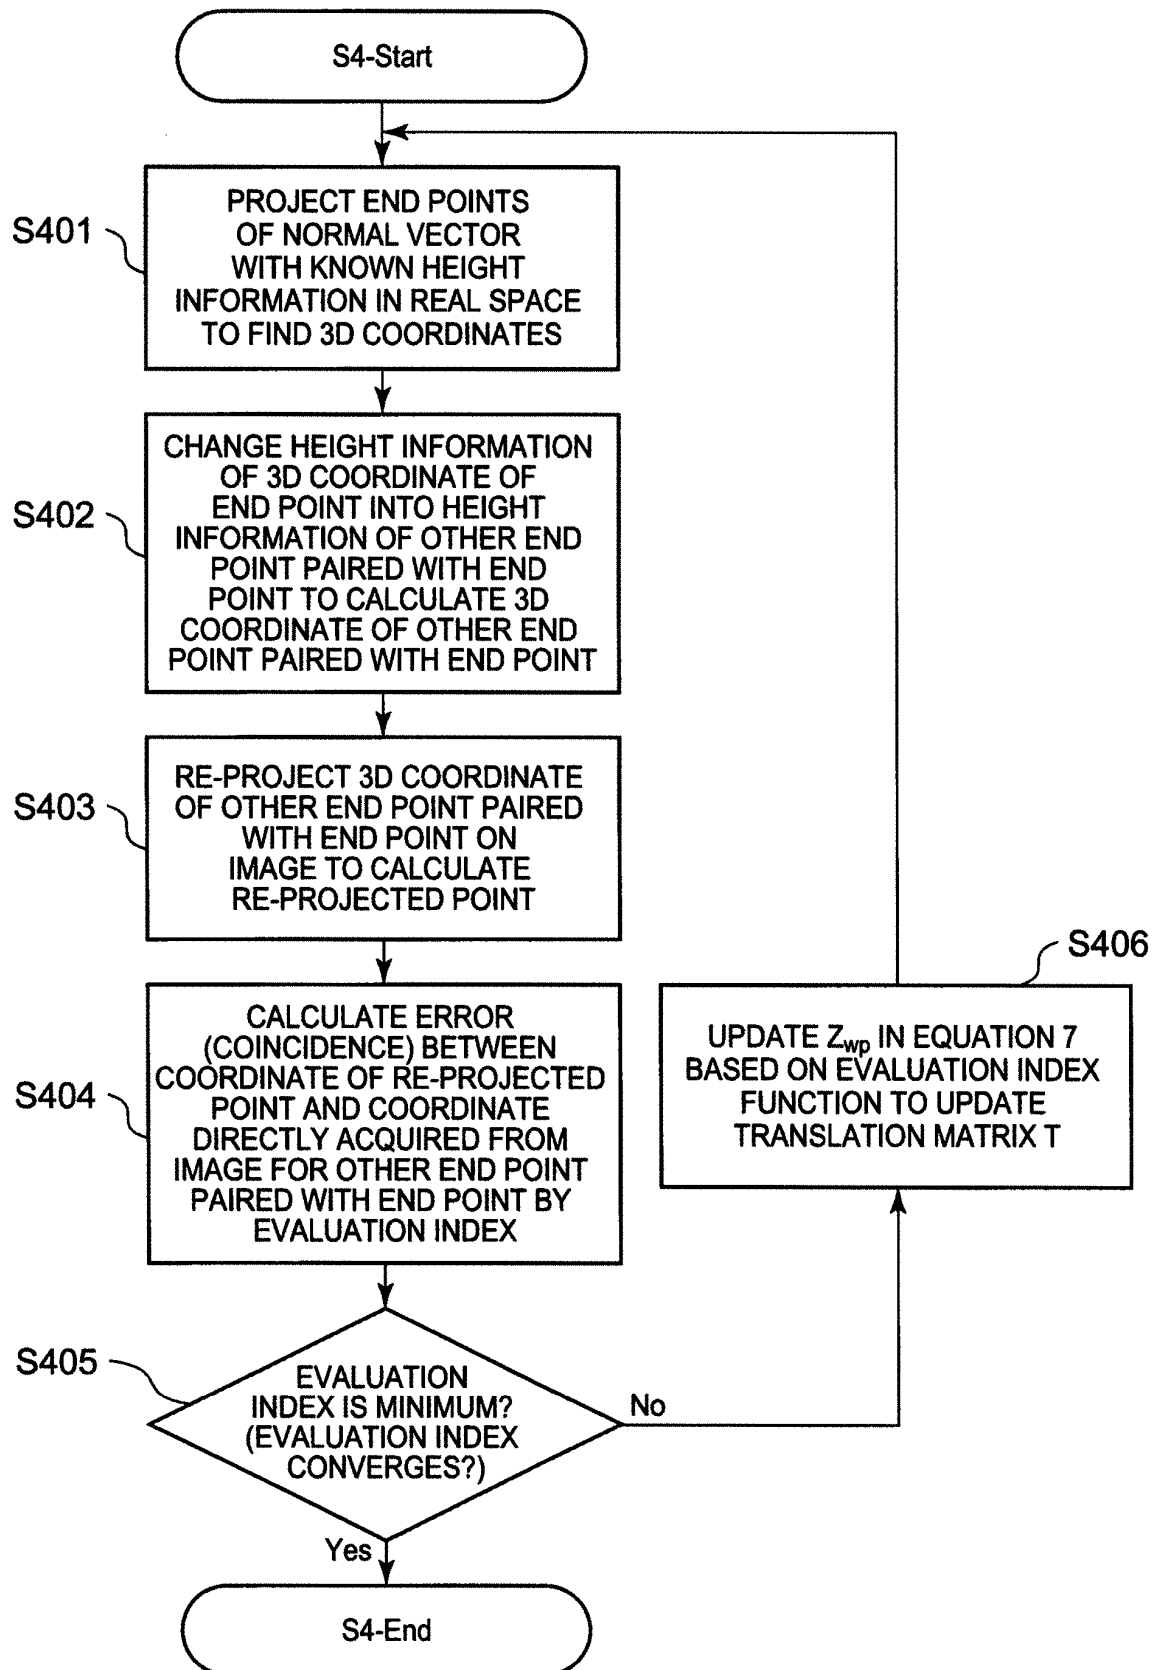 S4-Start
S401
PROJECT END POINTS
OF NORMAL VECTOR
WITH KNOWN HEIGHT
INFORMATION IN REAL SPACE
TO FIND 3D COORDINATES
S402
CHANGE HEIGHT INFORMATION
OF 3D COORDINATE OF
END POINT INTO HEIGHT
INFORMATION OF OTHER END
POINT PAIRED WITH END
POINT TO CALCULATE 3D
COORDINATE OF OTHER END
POINT PAIRED WITH END POINT
S403
RE-PROJECT 3D COORDINATE
OF OTHER END POINT PAIRED
WITH END POINT ON
IMAGE TO CALCULATE
RE-PROJECTED POINT
S404
CALCULATE ERROR
(COINCIDENCE) BETWEEN
COORDINATE OF RE-PROJECTED
POINT AND COORDINATE
DIRECTLY ACQUIRED FROM
IMAGE FOR OTHER END POINT
PAIRED WITH END POINT BY
EVALUATION INDEX
S406
UPDATE Zwp IN EQUATION 7
BASED ON EVALUATION INDEX
FUNCTION TO UPDATE
TRANSLATION MATRIX T
S405
EVALUATION
INDEX IS MINIMUM?
(EVALUATION INDEX
CONVERGES?)
No
Yes
S4-End